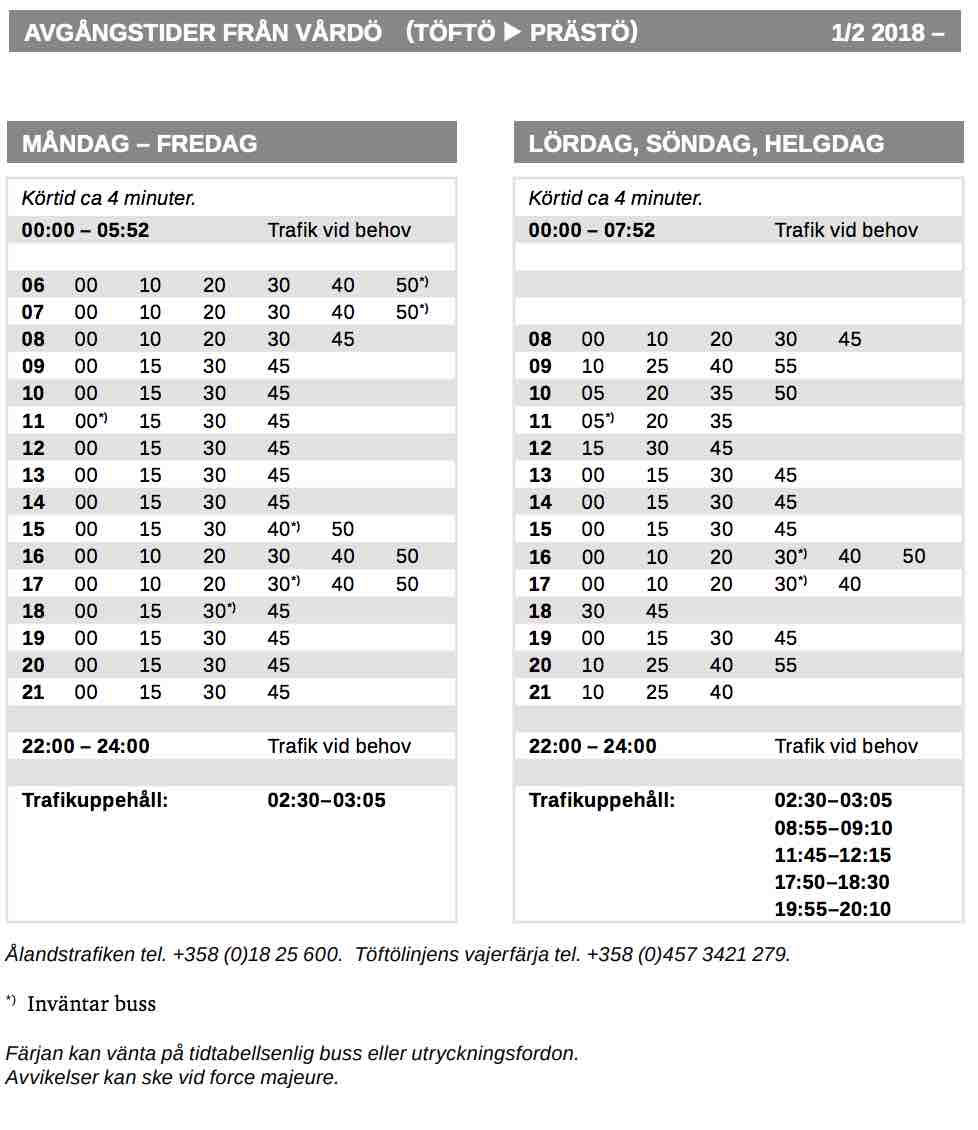 AVGÅNGSTIDER FRÅN VÅRDÖ (TÖFTÖ ▶ PRÄSTÖ) 1/2 2018 –
MÅNDAG – FREDAG
Körtid ca 4 minuter.
00:00 – 05:52 Trafik vid behov
06 00 10 20 30 40 50*)
07 00 10 20 30 40 50*)
08 00 10 20 30 45
09 00 15 30 45
10 00 15 30 45
11 00*) 15 30 45
12 00 15 30 45
13 00 15 30 45
14 00 15 30 45
15 00 15 30 40*) 50
16 00 10 20 30 40 50
17 00 10 20 30*) 40 50
18 00 15 30*) 45
19 00 15 30 45
20 00 15 30 45
21 00 15 30 45
22:00 – 24:00 Trafik vid behov
Trafikuppehåll: 02:30–03:05
LÖRDAG, SÖNDAG, HELGDAG
Körtid ca 4 minuter.
00:00 – 07:52 Trafik vid behov
08 00 10 20 30 45
09 10 25 40 55
10 05 20 35 50
11 05*) 20 35
12 15 30 45
13 00 15 30 45
14 00 15 30 45
15 00 15 30 45
16 00 10 20 30*) 40 50
17 00 10 20 30*) 40
18 30 45
19 00 15 30 45
20 10 25 40 55
21 10 25 40
22:00 – 24:00 Trafik vid behov
Trafikuppehåll: 02:30–03:05
08:55–09:10
11:45–12:15
17:50–18:30
19:55–20:10
Ålandstrafiken tel. +358 (0)18 25 600. Töftölinjens vajerfärja tel. +358 (0)457 3421 279.
*) Inväntar buss
Färjan kan vänta på tidtabellsenlig buss eller utryckningsfordon.
Avvikelser kan ske vid force majeure.